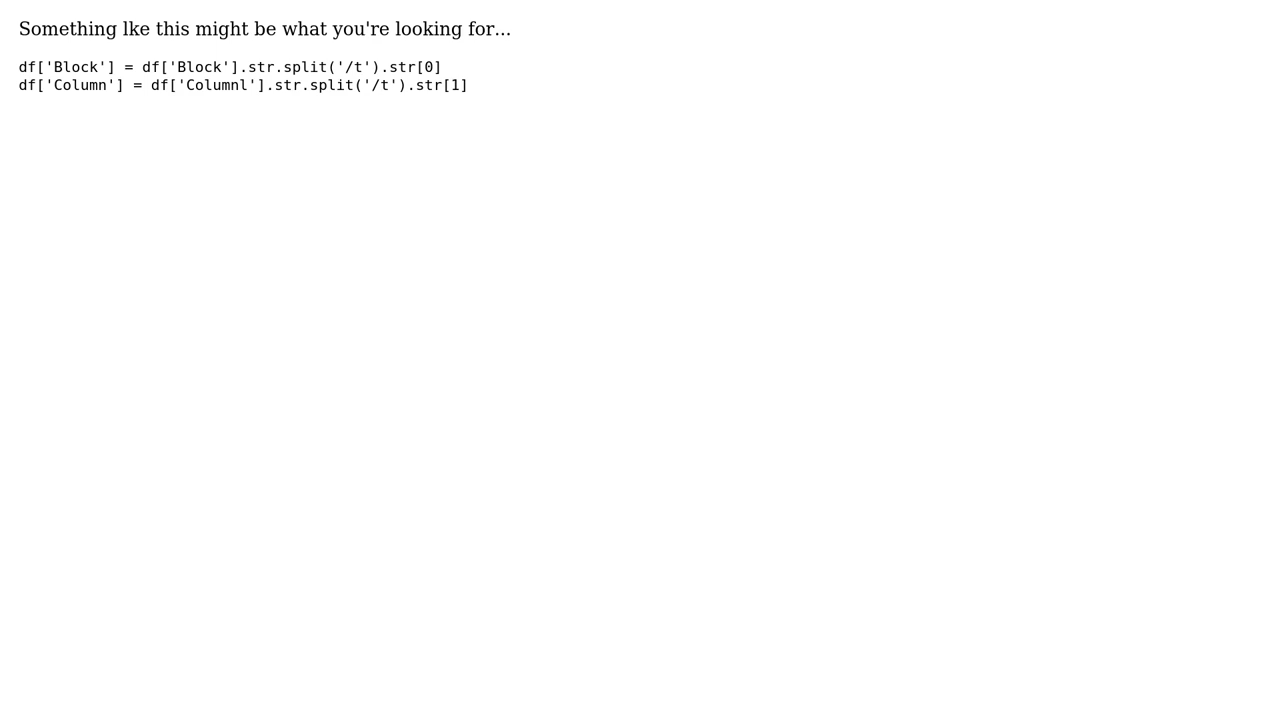 Something lke this might be what you're looking for...
df['Block'] = df['Block'].str.split('/t').str[0]
df['Column'] = df['Columnl'].str.split('/t').str[1]